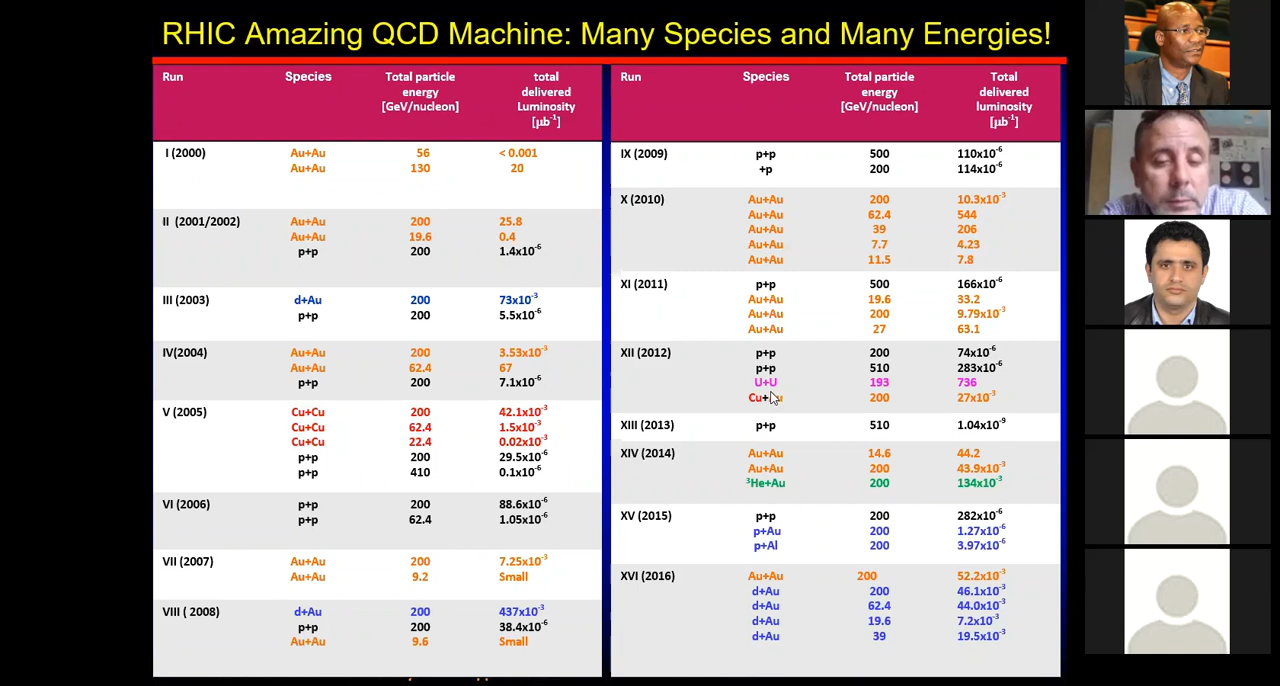 RHIC Amazing QCD Machine: Many Species and Many Energies!
Run Species Total particle energy [GeV/nucleon] total delivered Luminosity [µb⁻¹]
I (2000) Au+Au 56 < 0.001
Au+Au 130 20
II (2001/2002) Au+Au 200 25.8
Au+Au 19.6 0.4
p+p 200 1.4x10⁻⁶
III (2003) d+Au 200 73x10⁻³
p+p 200 5.5x10⁻⁶
IV(2004) Au+Au 200 3.53x10⁻³
Au+Au 62.4 67
p+p 200 7.1x10⁻⁶
V (2005) Cu+Cu 200 42.1x10⁻³
Cu+Cu 62.4 1.5x10⁻³
Cu+Cu 22.4 0.02x10⁻³
p+p 200 29.5x10⁻⁶
p+p 410 0.1x10⁻⁶
VI (2006) p+p 200 88.6x10⁻⁶
p+p 62.4 1.05x10⁻⁶
VII (2007) Au+Au 200 7.25x10⁻³
Au+Au 9.2 Small
VIII ( 2008) d+Au 200 437x10⁻³
p+p 200 38.4x10⁻⁶
Au+Au 9.6 Small
Run Species Total particle energy [GeV/nucleon] Total delivered luminosity [µb⁻¹]
IX (2009) p+p 500 110x10⁻⁶
+p 200 114x10⁻⁶
X (2010) Au+Au 200 10.3x10⁻³
Au+Au 62.4 544
Au+Au 39 206
Au+Au 7.7 4.23
Au+Au 11.5 7.8
XI (2011) p+p 500 166x10⁻⁶
Au+Au 19.6 33.2
Au+Au 200 9.79x10⁻³
Au+Au 27 63.1
XII (2012) p+p 200 74x10⁻⁶
p+p 510 283x10⁻⁶
U+U 193 736
200 27x10⁻³
XIII (2013) p+p 510 1.04x10⁻⁹
XIV (2014) Au+Au 14.6 44.2
Au+Au 200 43.9x10⁻³
³He+Au 200 134x10⁻³
XV (2015) p+p 200 282x10⁻⁶
p+Au 200 1.27x10⁻⁶
p+Al 200 3.97x10⁻⁶
XVI (2016) Au+Au 200 52.2x10⁻³
d+Au 200 46.1x10⁻³
d+Au 62.4 44.0x10⁻³
d+Au 19.6 7.2x10⁻³
d+Au 39 19.5x10⁻³